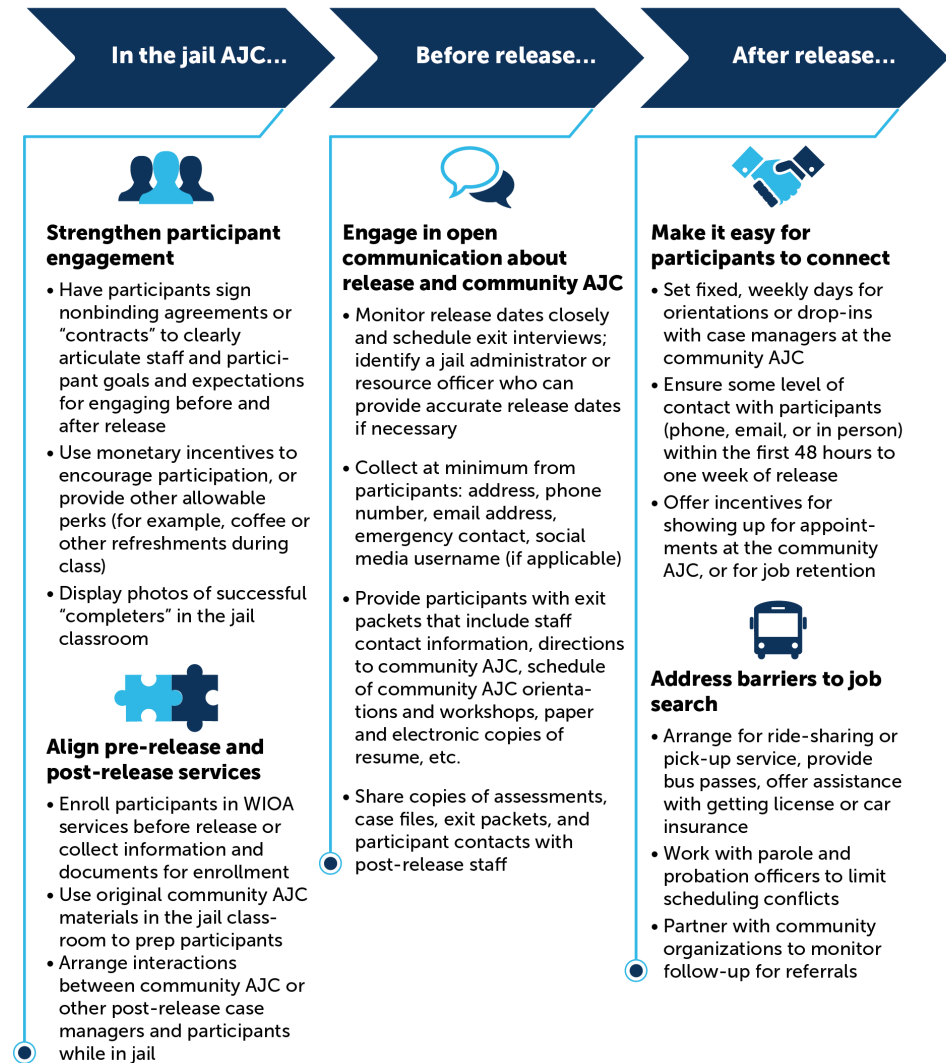 In the jail AJC...
Before release...
After release...
Strengthen participant
engagement
• Have participants sign
nonbinding agreements or
“contracts” to clearly
articulate staff and partici-
pant goals and expectations
for engaging before and
after release
• Use monetary incentives to
encourage participation, or
provide other allowable
perks (for example, coffee or
other refreshments during
class)
• Display photos of successful
“completers” in the jail
classroom
Align pre-release and
post-release services
• Enroll participants in WIOA
services before release or
collect information and
documents for enrollment
• Use original community AJC
materials in the jail class-
room to prep participants
• Arrange interactions
between community AJC or
other post-release case
managers and participants
while in jail
Engage in open
communication about
release and community AJC
• Monitor release dates closely
and schedule exit interviews;
identify a jail administrator or
resource officer who can
provide accurate release dates
if necessary
• Collect at minimum from
participants: address, phone
number, email address,
emergency contact, social
media username (if applicable)
• Provide participants with exit
packets that include staff
contact information, directions
to community AJC, schedule
of community AJC orienta-
tions and workshops, paper
and electronic copies of
resume, etc.
• Share copies of assessments,
case files, exit packets, and
participant contacts with
post-release staff
Make it easy for
participants to connect
• Set fixed, weekly days for
orientations or drop-ins
with case managers at the
community AJC
• Ensure some level of
contact with participants
(phone, email, or in person)
within the first 48 hours to
one week of release
• Offer incentives for
showing up for appoint-
ments at the community
AJC, or for job retention
Address barriers to job
search
• Arrange for ride-sharing or
pick-up service, provide
bus passes, offer assistance
with getting license or car
insurance
• Work with parole and
probation officers to limit
scheduling conflicts
• Partner with community
organizations to monitor
follow-up for referrals